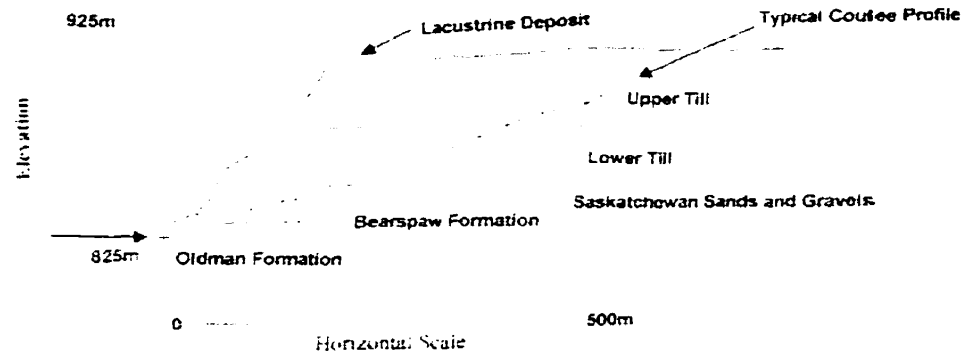 925m
Lacustrine Deposit
Typical Coulee Profile
Elevation
Upper Till
Lower Till
Saskatchewan Sands and Gravels
Bearspaw Formation
825m
Oldman Formation
0
500m
Horizontal Scale